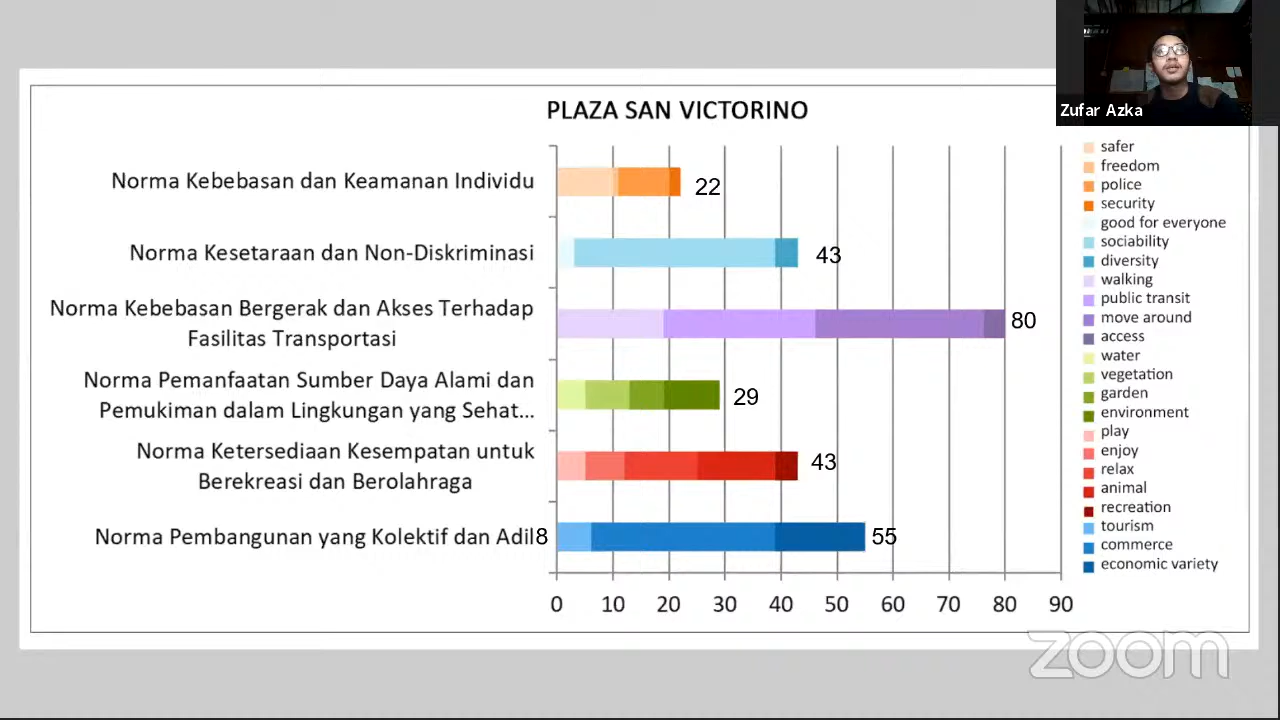 Zufar Azka
PLAZA SAN VICTORINO
Norma Kebebasan dan Keamanan Individu
22
Norma Kesetaraan dan Non-Diskriminasi
43
Norma Kebebasan Bergerak dan Akses Terhadap
Fasilitas Transportasi
80
Norma Pemanfaatan Sumber Daya Alami dan
Pemukiman dalam Lingkungan yang Sehat...
29
Norma Ketersediaan Kesempatan untuk
Berekreasi dan Berolahraga
43
Norma Pembangunan yang Kolektif dan Adil8
55
0 10 20 30 40 50 60 70 80 90
safer
freedom
police
security
good for everyone
sociability
diversity
walking
public transit
move around
access
water
vegetation
garden
environment
play
enjoy
relax
animal
recreation
tourism
commerce
economic variety
zoom